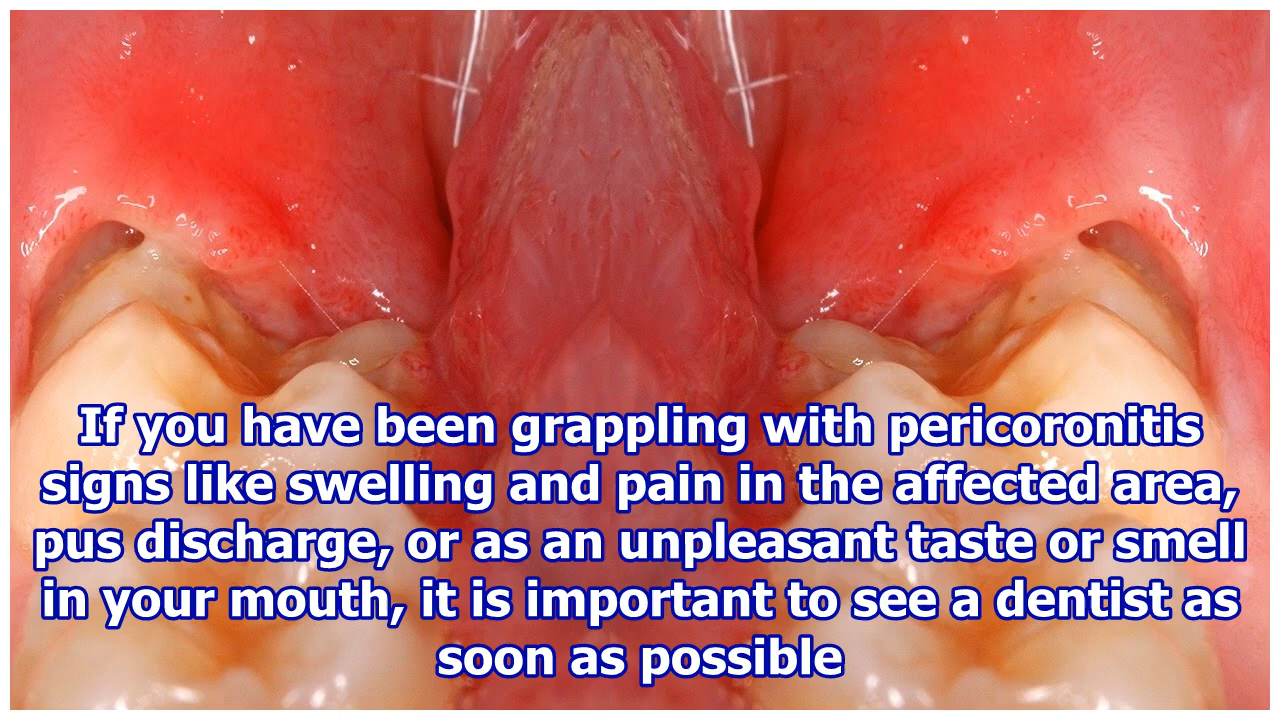 If you have been grappling with pericoronitis
signs like swelling and pain in the affected area,
pus discharge, or as an unpleasant taste or smell
in your mouth, it is important to see a dentist as
soon as possible